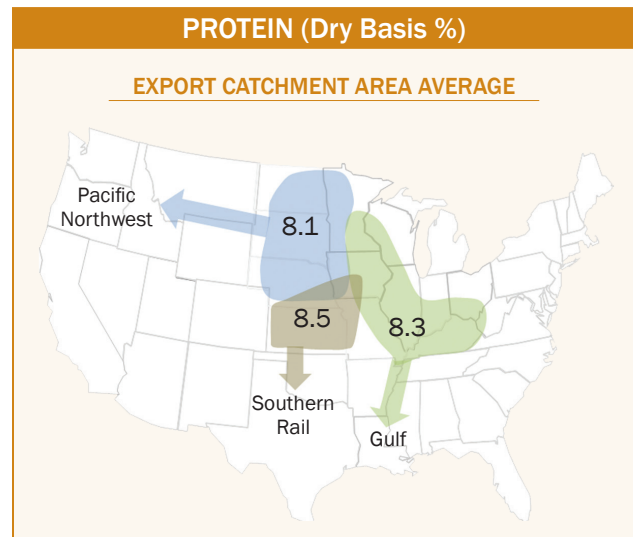 PROTEIN (Dry Basis %)
EXPORT CATCHMENT AREA AVERAGE
Pacific
Northwest
8.1
8.5
8.3
Southern
Rail
Gulf